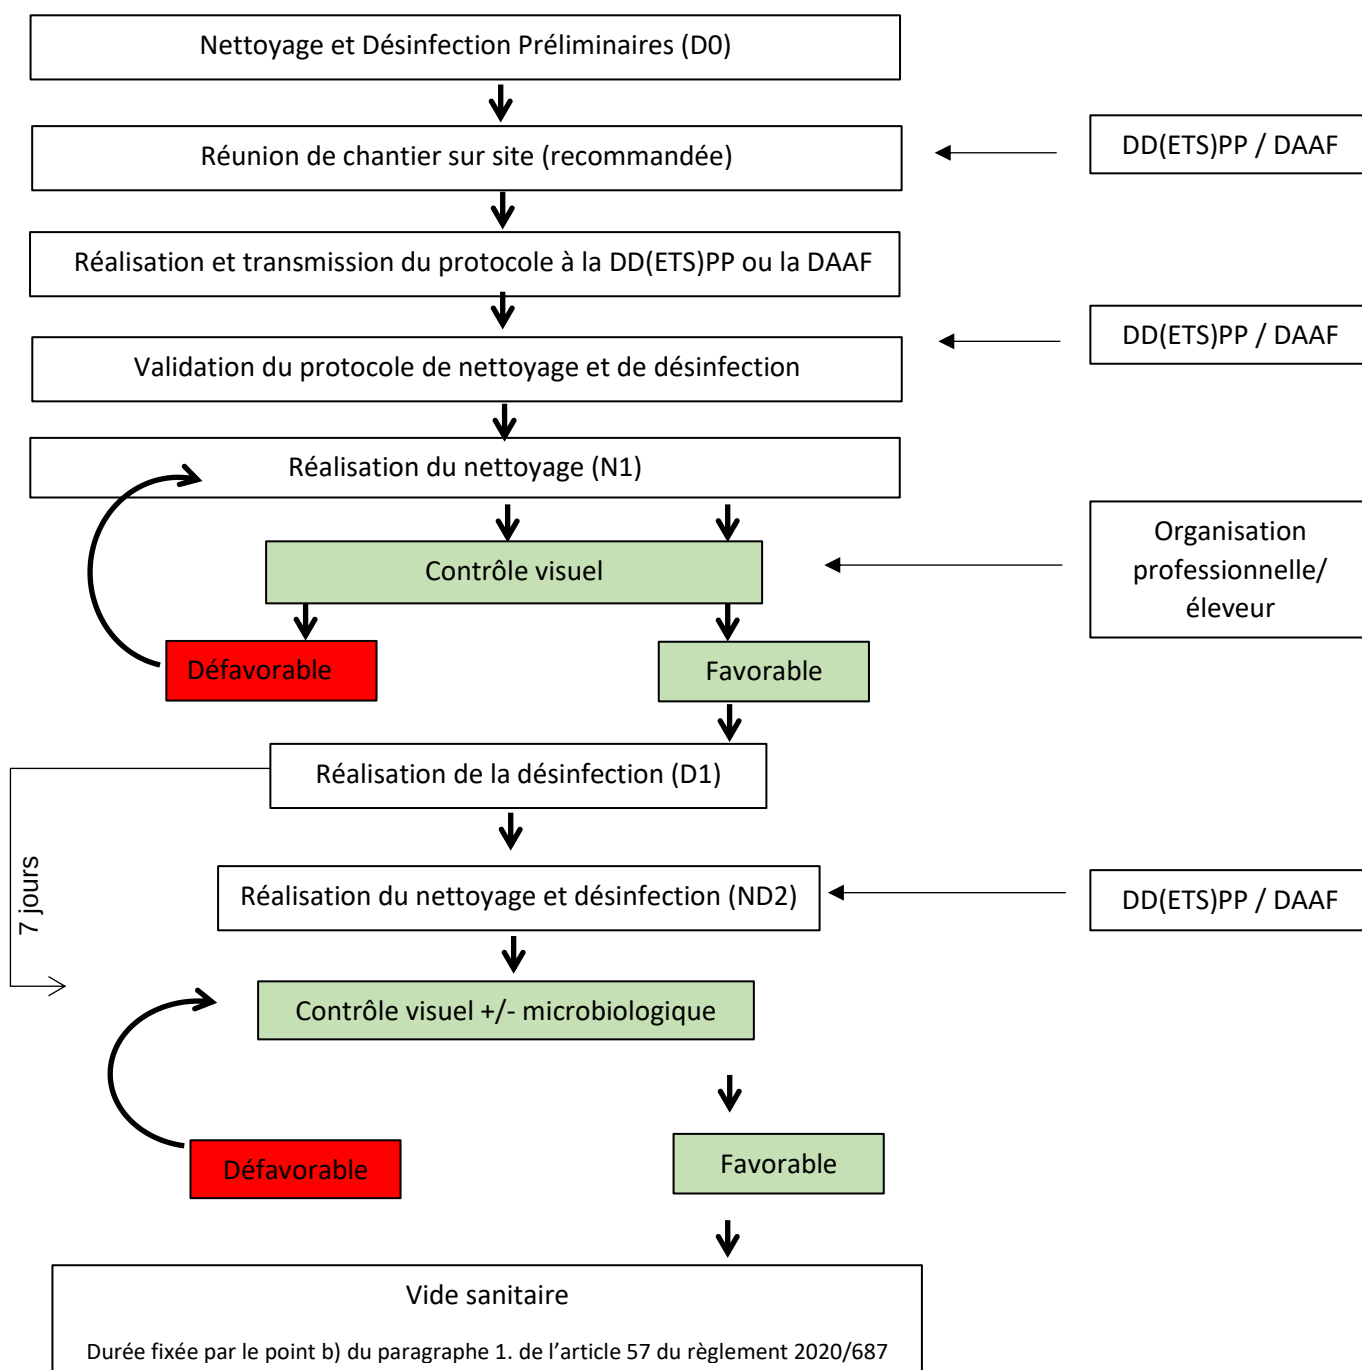 Nettoyage et Désinfection Préliminaires (D0)
Réunion de chantier sur site (recommandée)
DD(ETS)PP / DAAF
Réalisation et transmission du protocole à la DD(ETS)PP ou la DAAF
Validation du protocole de nettoyage et de désinfection
DD(ETS)PP / DAAF
Réalisation du nettoyage (N1)
Contrôle visuel
Organisation
professionnelle/
éleveur
Défavorable
Favorable
Réalisation de la désinfection (D1)
7 jours
Réalisation du nettoyage et désinfection (ND2)
DD(ETS)PP / DAAF
Contrôle visuel +/- microbiologique
Défavorable
Favorable
Vide sanitaire
Durée fixée par le point b) du paragraphe 1. de l’article 57 du règlement 2020/687